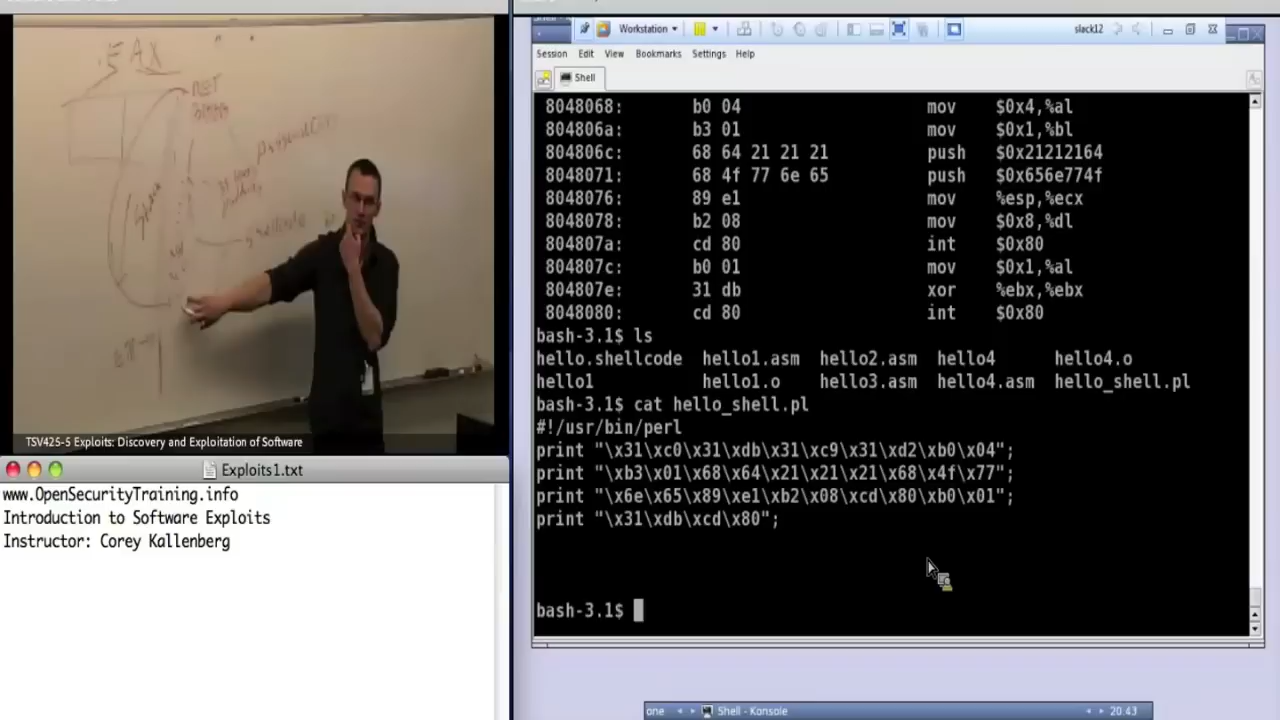 EAX
RET
shellcode
TSV425-5 Exploits: Discovery and Exploitation of Software
Exploits1.txt
www.OpenSecurityTraining.info
Introduction to Software Exploits
Instructor: Corey Kallenberg
Workstation
slack12
Session Edit View Bookmarks Settings Help
Shell
8048068: b0 04 mov $0x4,%al
804806a: b3 01 mov $0x1,%bl
804806c: 68 64 21 21 21 push $0x21212164
8048071: 68 4f 77 6e 65 push $0x656e774f
8048076: 89 e1 mov %esp,%ecx
8048078: b2 08 mov $0x8,%dl
804807a: cd 80 int $0x80
804807c: b0 01 mov $0x1,%al
804807e: 31 db xor %ebx,%ebx
8048080: cd 80 int $0x80
bash-3.1$ ls
hello.shellcode hello1.asm hello2.asm hello4 hello4.o
hello1 hello1.o hello3.asm hello4.asm hello_shell.pl
bash-3.1$ cat hello_shell.pl
#!/usr/bin/perl
print "\x31\xc0\x31\xdb\x31\xc9\x31\xd2\xb0\x04";
print "\xb3\x01\x68\x64\x21\x21\x21\x68\x4f\x77";
print "\x6e\x65\x89\xe1\xb2\x08\xcd\x80\xb0\x01";
print "\x31\xdb\xcd\x80";
bash-3.1$
one Shell - Konsole 20.43